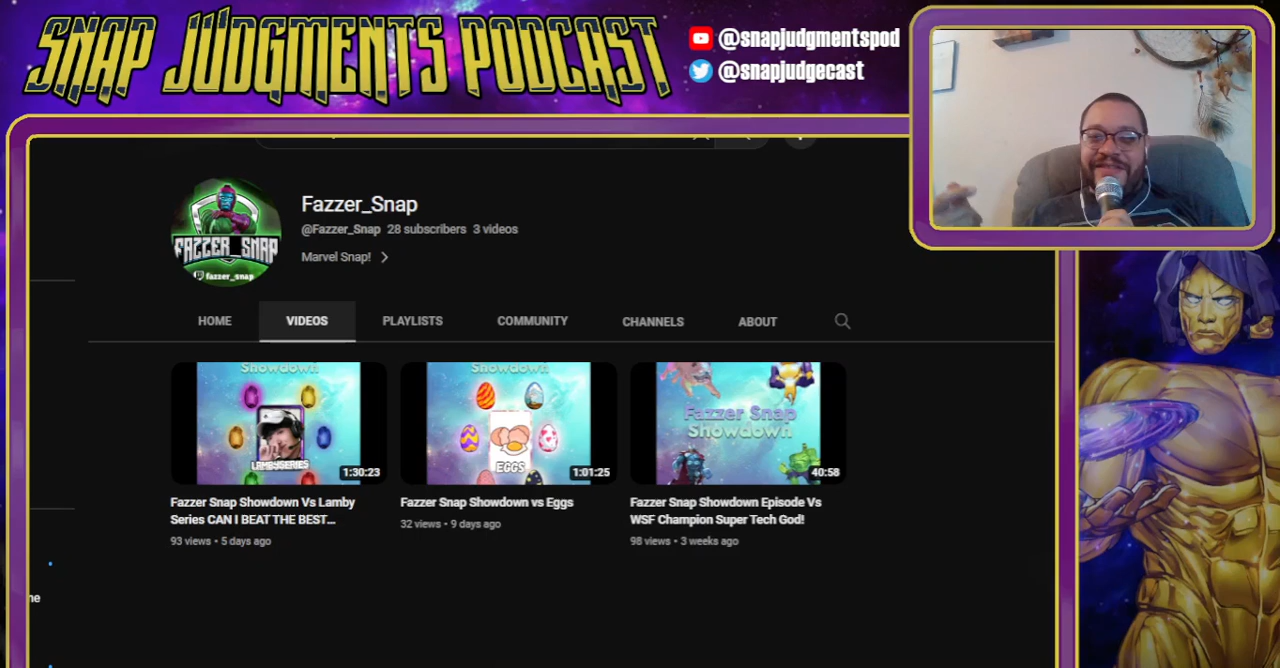 SNAP JUDGMENTS PODCAST
@snapjudgmentspod
@snapjudgecast
FAZZER_SNAP
fazzer_snap
Fazzer_Snap
@Fazzer_Snap 28 subscribers 3 videos
Marvel Snap!
HOME VIDEOS PLAYLISTS COMMUNITY CHANNELS ABOUT
Showdown
LAMBYSERIES
1:30:23
Showdown
EGGS
1:01:25
Fazzer Snap
Showdown
40:58
Fazzer Snap Showdown Vs Lamby
Series CAN I BEAT THE BEST...
93 views • 5 days ago
Fazzer Snap Showdown vs Eggs
32 views • 9 days ago
Fazzer Snap Showdown Episode Vs
WSF Champion Super Tech God!
98 views • 3 weeks ago
ne